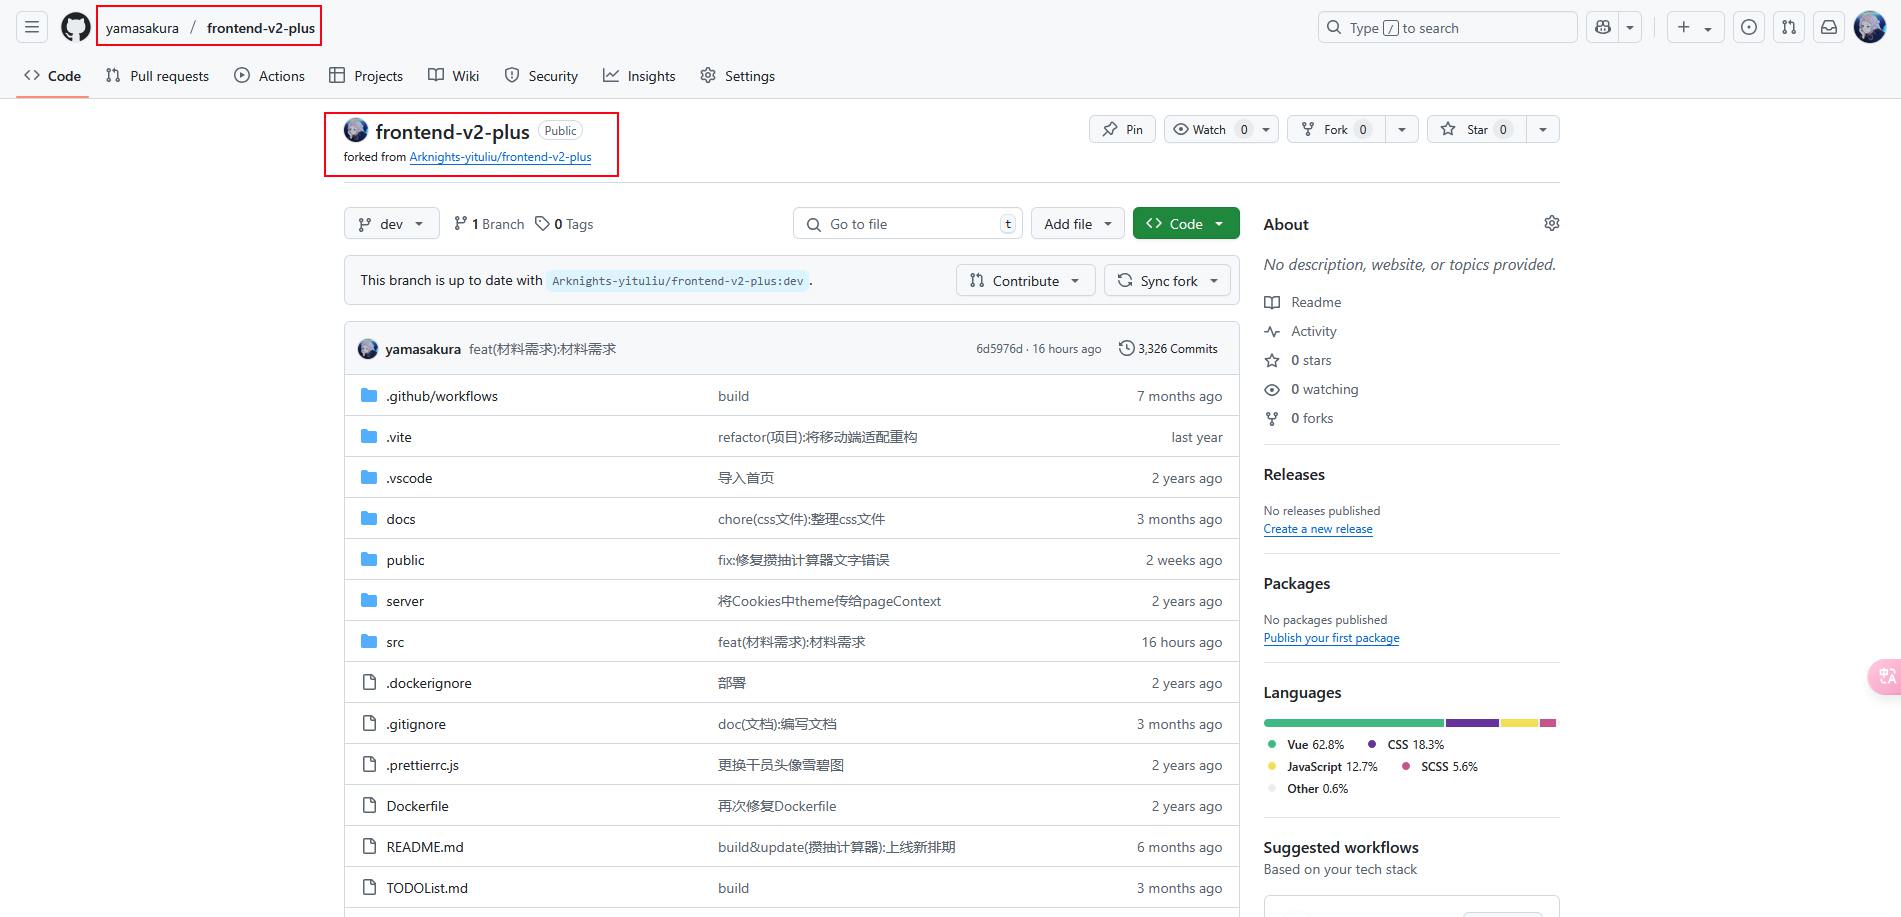 yamasakura / frontend-v2-plus
Type / to search
Code Pull requests Actions Projects Wiki Security Insights Settings
frontend-v2-plus Public
forked from Arknights-yituliu/frontend-v2-plus
Pin Watch 0 Fork 0 Star 0
dev 1 Branch 0 Tags Go to file t Add file Code
This branch is up to date with Arknights-yituliu/frontend-v2-plus:dev . Contribute Sync fork
yamasakura feat(材料需求):材料需求 6d5976d · 16 hours ago 3,326 Commits
.github/workflows build 7 months ago
.vite refactor(项目):将移动端适配重构 last year
.vscode 导入首页 2 years ago
docs chore(css文件):整理css文件 3 months ago
public fix:修复攒抽计算器文字错误 2 weeks ago
server 将Cookies中theme传给pageContext 2 years ago
src feat(材料需求):材料需求 16 hours ago
.dockerignore 部署 2 years ago
.gitignore doc(文档):编写文档 3 months ago
.prettierrc.js 更换干员头像雪碧图 2 years ago
Dockerfile 再次修复Dockerfile 2 years ago
README.md build&update(攒抽计算器):上线新排期 6 months ago
TODOList.md build 3 months ago
About
No description, website, or topics provided.
Readme
Activity
0 stars
0 watching
0 forks
Releases
No releases published
Create a new release
Packages
No packages published
Publish your first package
Languages
Vue 62.8% CSS 18.3%
JavaScript 12.7% SCSS 5.6%
Other 0.6%
Suggested workflows
Based on your tech stack
中A